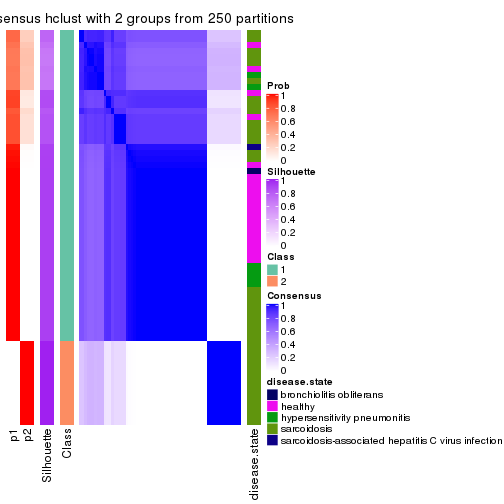 sensus hclust with 2 groups from 250 partitions
Prob
1
0.8
0.6
0.4
0.2
0
Silhouette
1
0.8
0.6
0.4
0.2
0
Class
1
2
Consensus
1
0.8
0.6
0.4
0.2
0
disease.state
bronchiolitis obliterans
healthy
hypersensitivity pneumonitis
sarcoidosis
sarcoidosis-associated hepatitis C virus infection
p1
p2
Silhouette
Class
disease.state